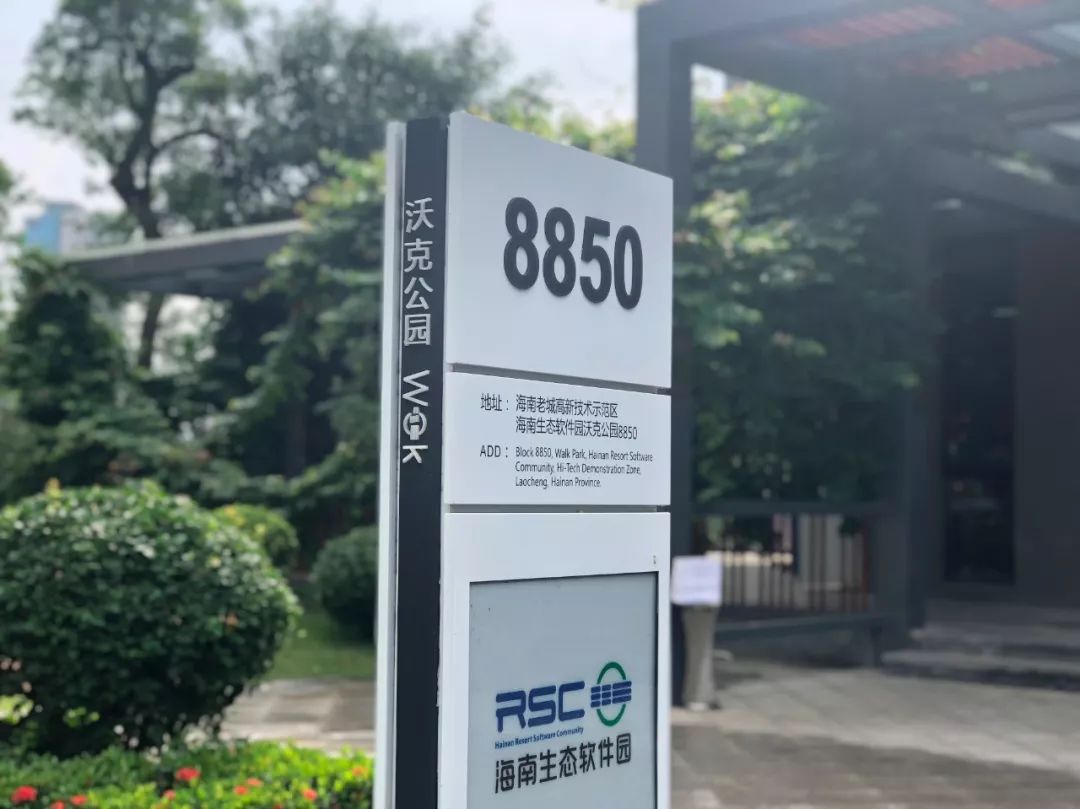 沃克公园 WALK
8850
地址：海南老城高新技术示范区
海南生态软件园沃克公园8850
ADD：Block 8850, Walk Park, Hainan Resort Software
Community, Hi-Tech Demonstration Zone,
Laocheng, Hainan Province.
RSC
Hainan Resort Software Community
海南生态软件园